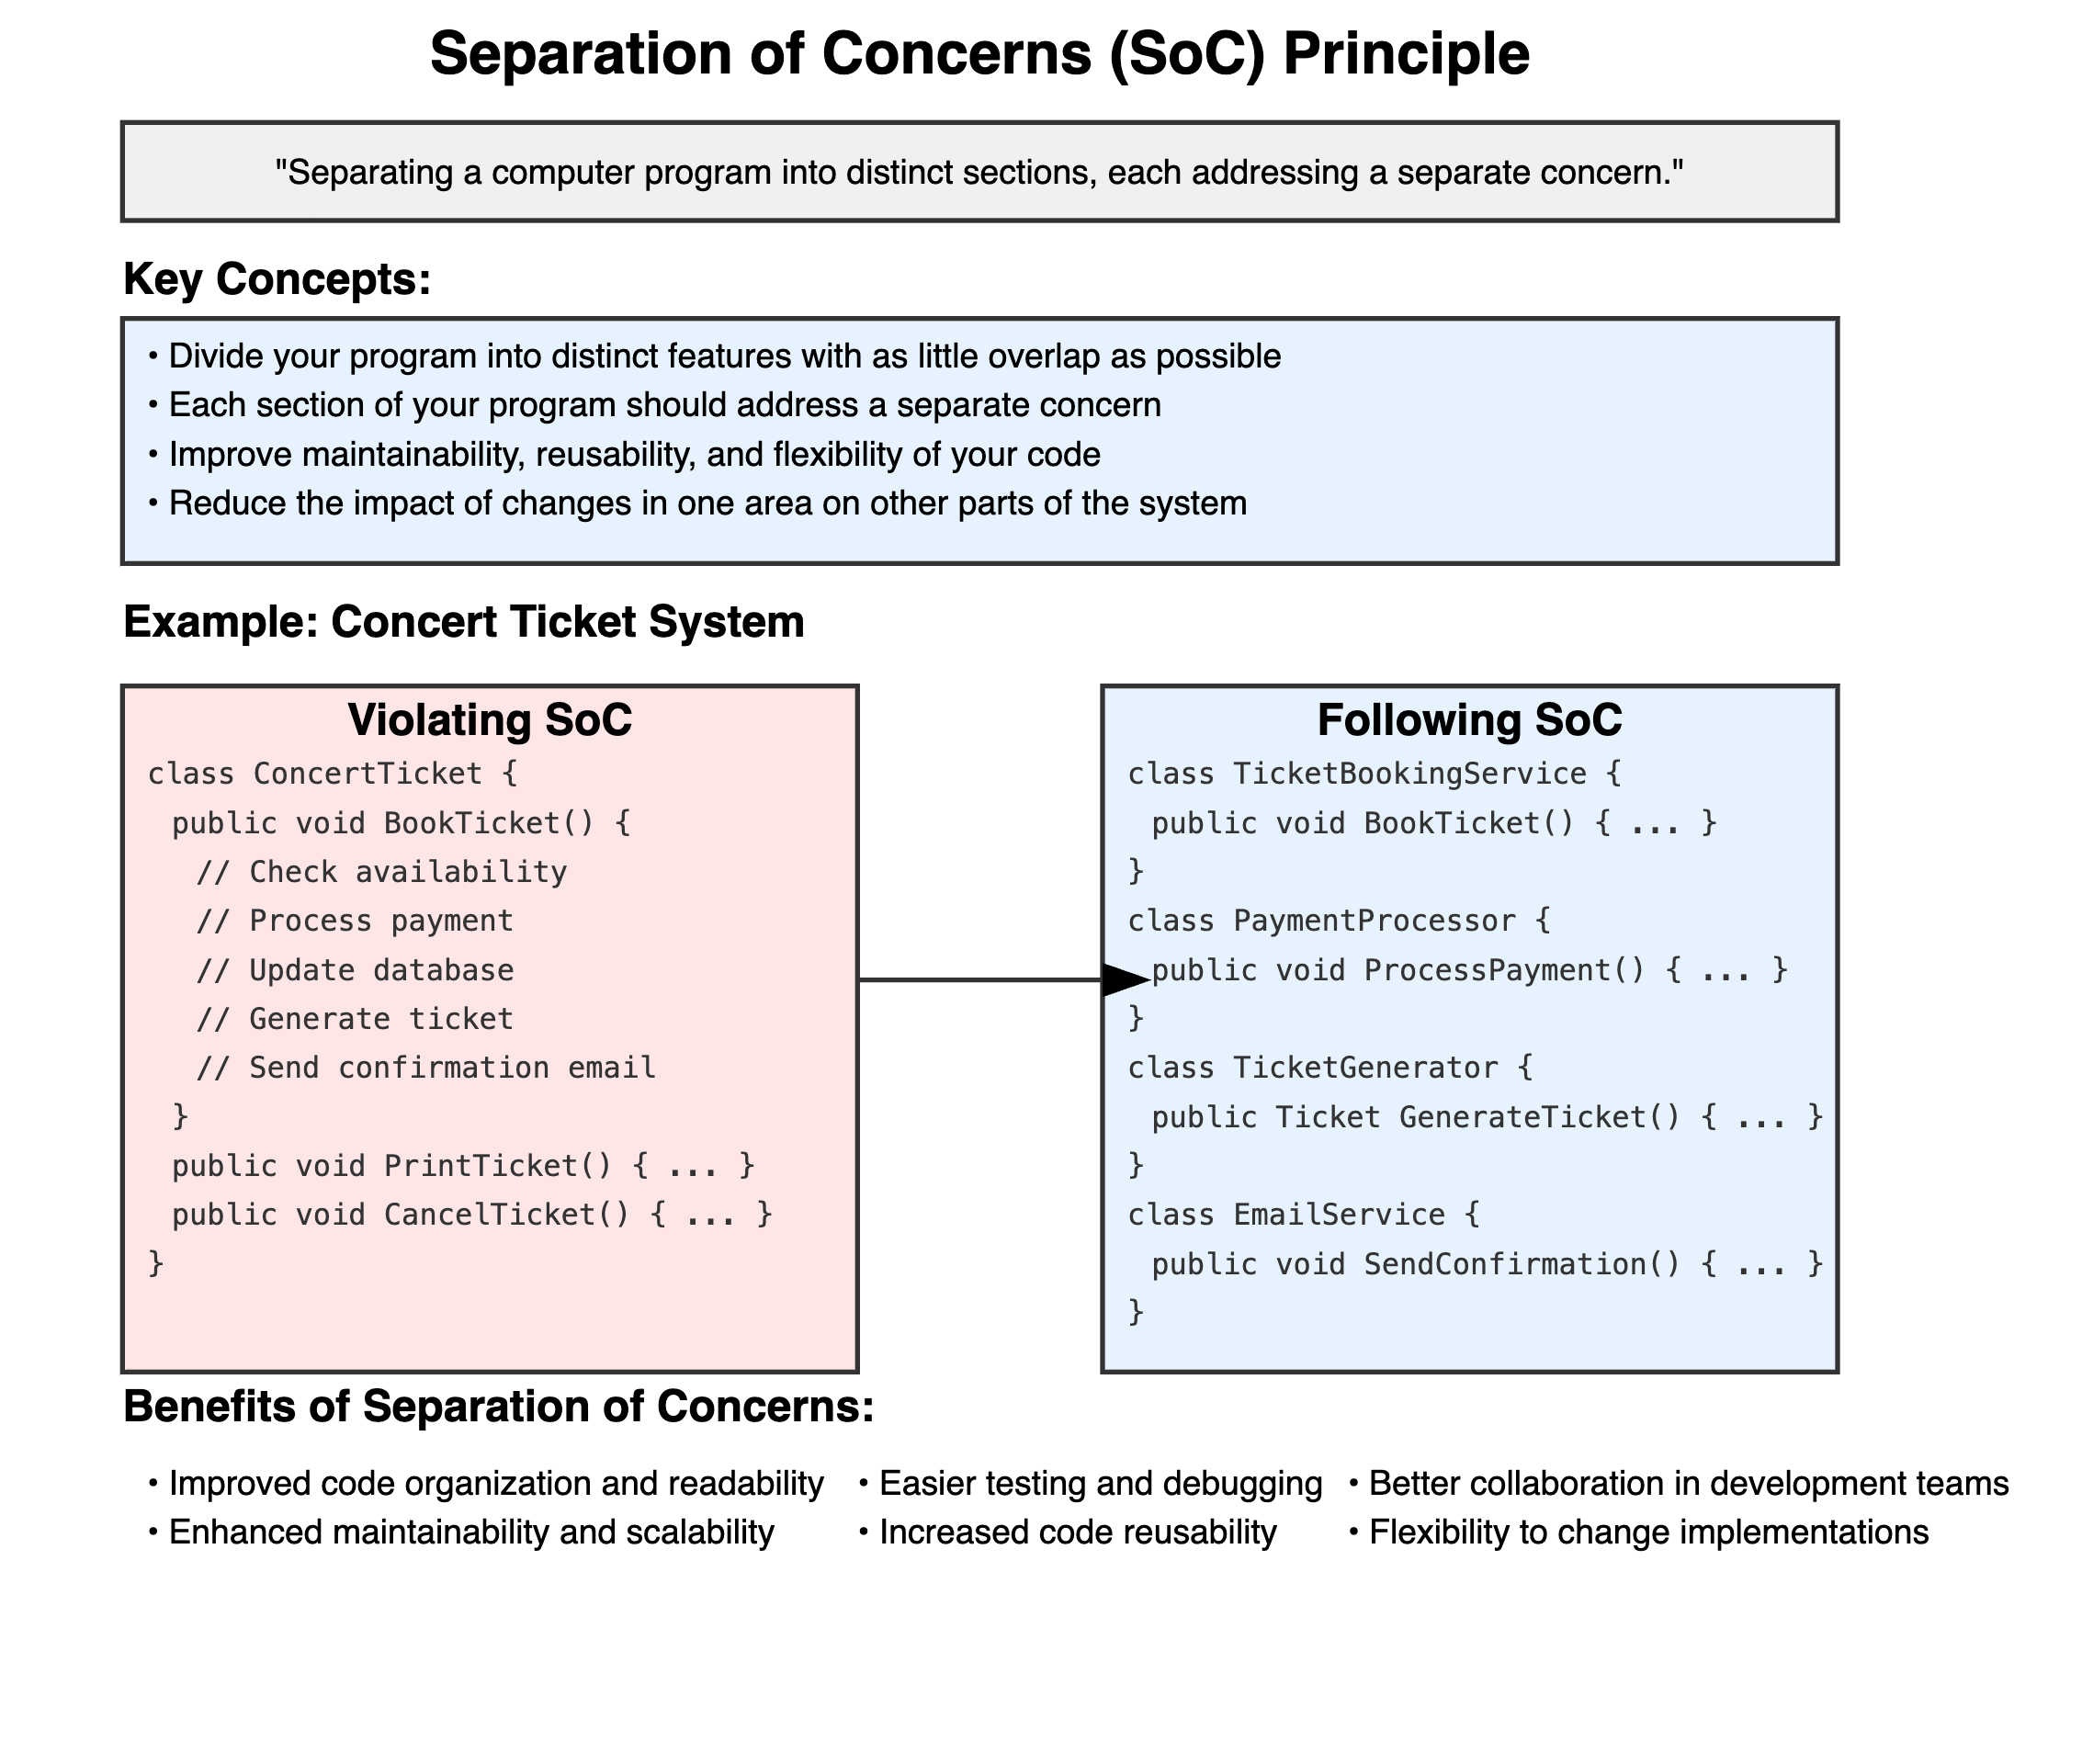 Separation of Concerns (SoC) Principle
"Separating a computer program into distinct sections, each addressing a separate concern."
Key Concepts:
• Divide your program into distinct features with as little overlap as possible
• Each section of your program should address a separate concern
• Improve maintainability, reusability, and flexibility of your code
• Reduce the impact of changes in one area on other parts of the system
Example: Concert Ticket System
Violating SoC
class ConcertTicket {
public void BookTicket() {
// Check availability
// Process payment
// Update database
// Generate ticket
// Send confirmation email
}
public void PrintTicket() { ... }
public void CancelTicket() { ... }
}
Following SoC
class TicketBookingService {
public void BookTicket() { ... }
}
class PaymentProcessor {
public void ProcessPayment() { ... }
}
class TicketGenerator {
public Ticket GenerateTicket() { ... }
}
class EmailService {
public void SendConfirmation() { ... }
}
Benefits of Separation of Concerns:
• Improved code organization and readability
• Enhanced maintainability and scalability
• Easier testing and debugging
• Increased code reusability
• Better collaboration in development teams
• Flexibility to change implementations